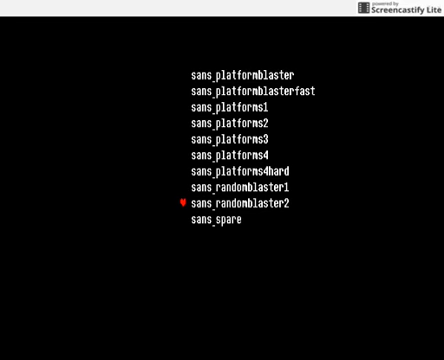 powered by
Screencastify Lite
sans_platformblaster
sans_platformblasterfast
sans_platforms1
sans_platforms2
sans_platforms3
sans_platforms4
sans_platforms4hard
sans_randomblaster1
sans_randomblaster2
sans_spare